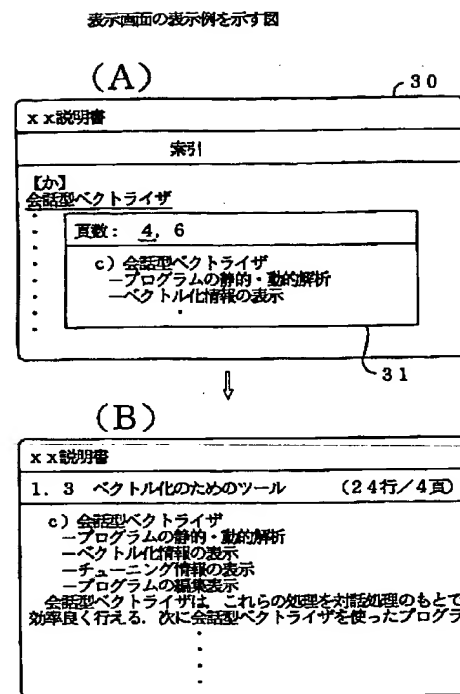 表示画面の表示例を示す図
(A)
30
xx説明書
索引
【か】
会話型ベクトライザ
頁数: 4, 6
c)会話型ベクトライザ
―プログラムの静的・動的解析
―ベクトル化情報の表示
31
(B)
xx説明書
1.3 ベクトル化のためのツール (24行/4頁)
c)会話型ベクトライザ
―プログラムの静的・動的解析
―ベクトル化情報の表示
―チューニング情報の表示
―プログラムの編集表示
会話型ベクトライザは、これらの処理を対話処理のもとで
効率良く行える. 次に会話型ベクトライザを使ったプログラ